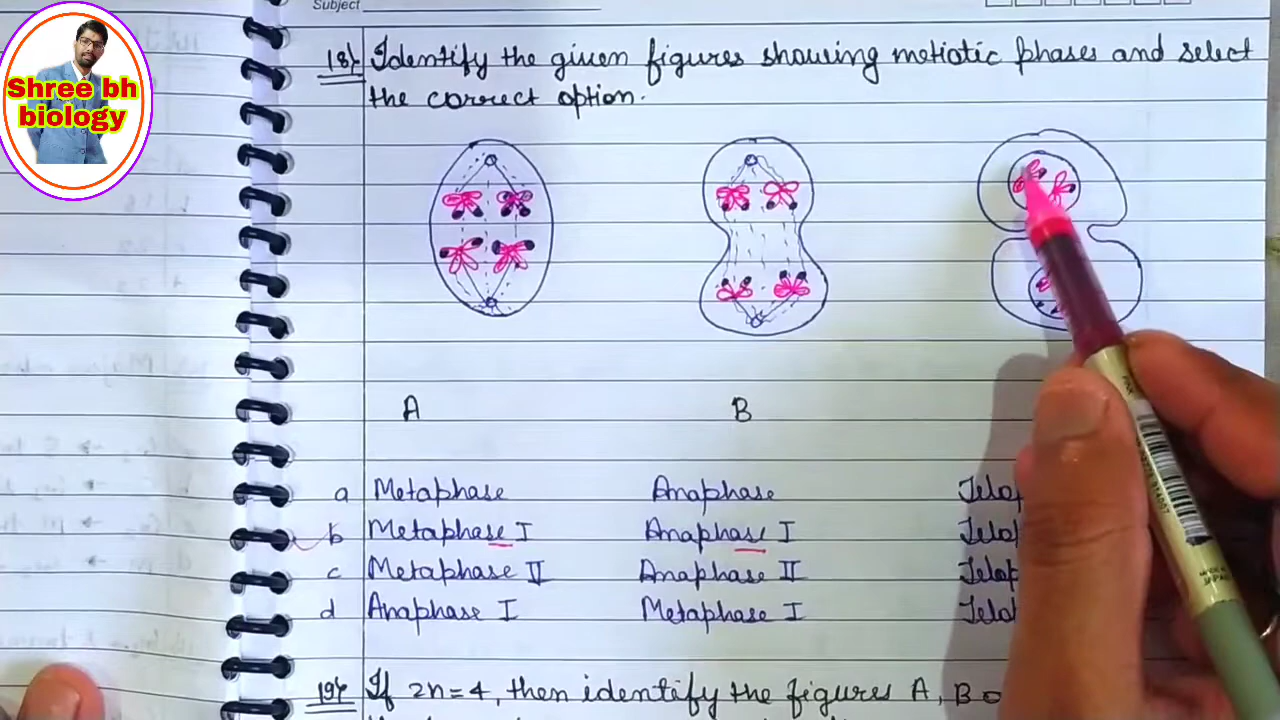 Subject
Shree bh
biology
18) Identify the given figures showing metiotic phases and select
the correct option.
A B
a Metaphase Anaphase
b Metaphase I Anaphase I
c Metaphase II Anaphase II
d Anaphase I Metaphase I
19) If 2n=4, then identify the figures A, B